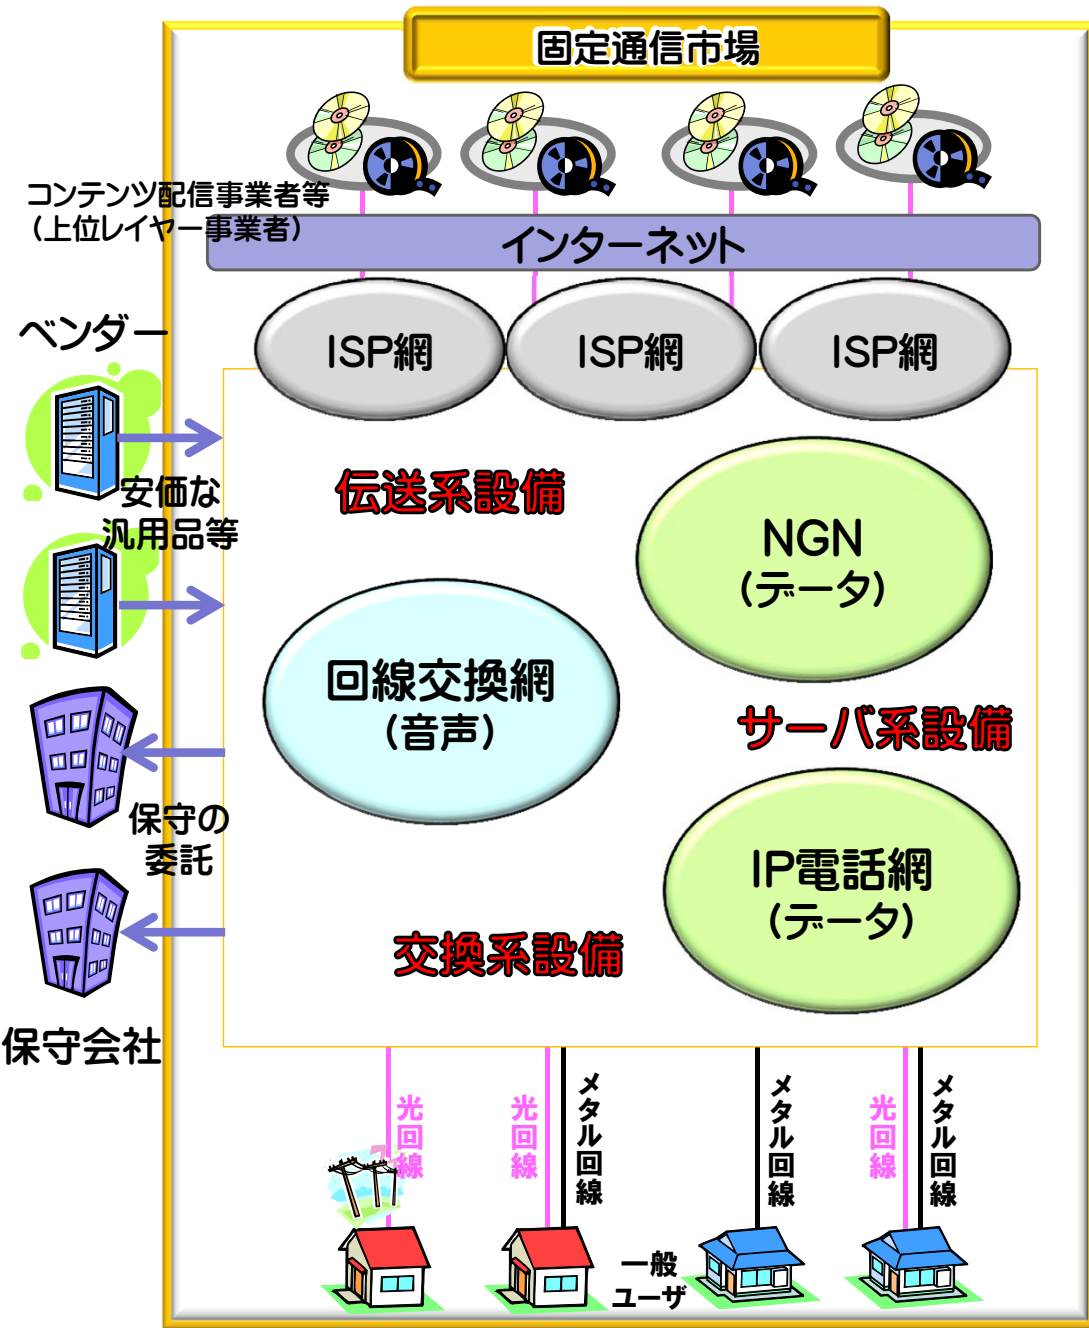 固定通信市場
コンテンツ配信事業者等
（上位レイヤー事業者）
インターネット
ベンダー
ISP網
ISP網
ISP網
伝送系設備
安価な
汎用品等
NGN
（データ）
回線交換網
（音声）
サーバ系設備
保守の
委託
IP電話網
（データ）
交換系設備
保守会社
光回線
光回線
メタル回線
メタル回線
光回線
メタル回線
一般
ユーザ